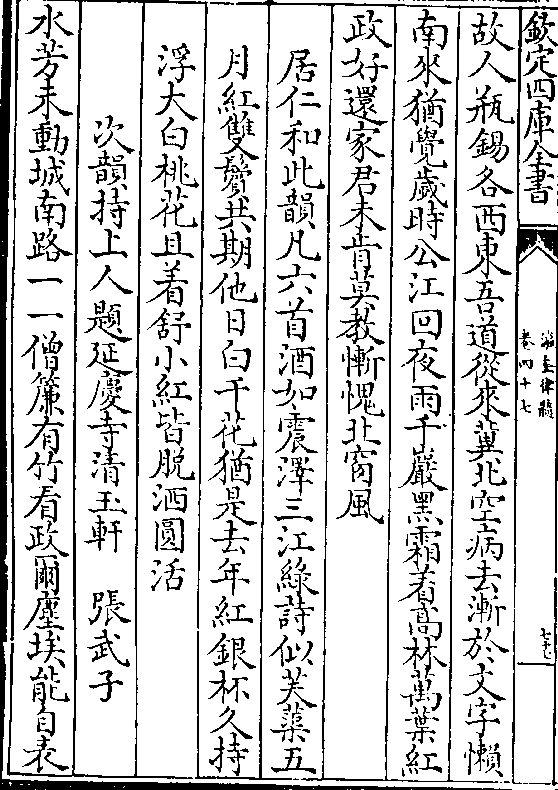 欽定四庫全書
瀛奎律髓
卷四十七
故人瓶錫各西東吾道從來冀北空病去漸於文字懶
南來猶覺歲時公江回夜雨千巖黑霜著高林萬葉紅
政好還家君未肯莫教慚愧北窗風
居仁和此韻凡六首酒如震澤三江綠詩似芙蕖五
月紅雙鬢共期他日白千花猶是去年紅銀杯久持
浮大白桃花且着舒小紅皆脫洒圓活
次韻持上人題延慶寺清玉軒　張武子
水芳未動城南路一一僧簾有竹看政爾塵埃能自表